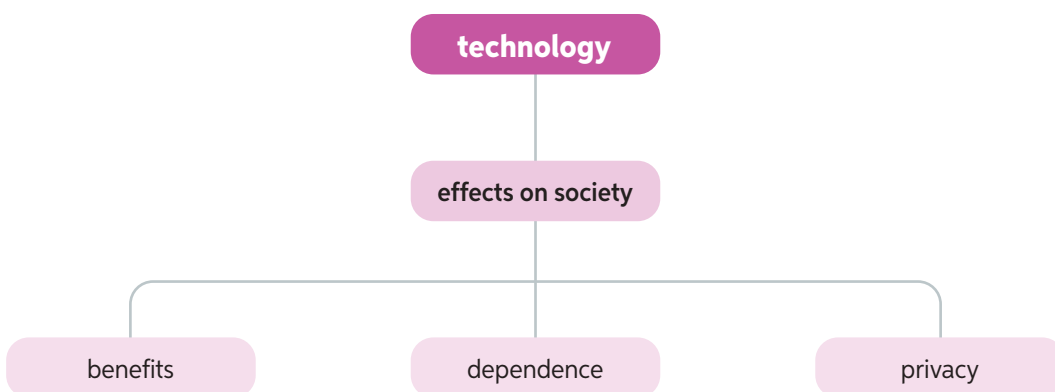 technology
effects on society
benefits
dependence
privacy